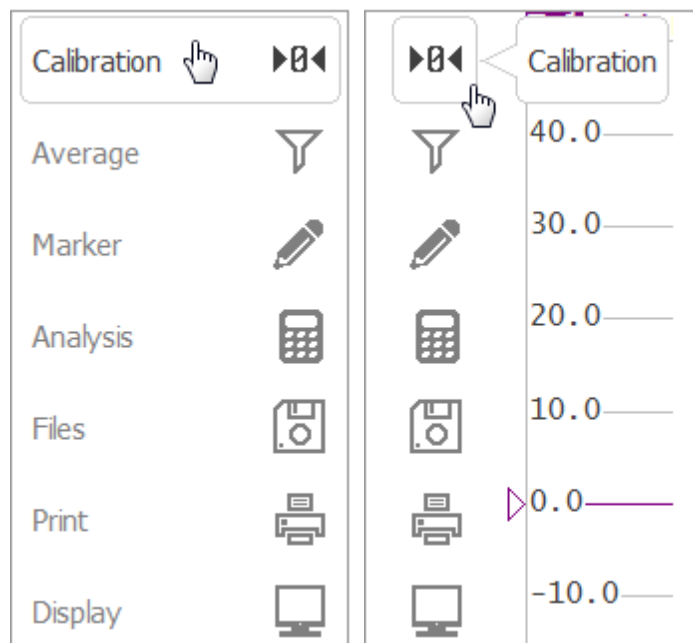 Calibration ▶0◀
Average
Marker
Analysis
Files
Print
Display
▶0◀ Calibration
40.0
30.0
20.0
10.0
0.0
-10.0